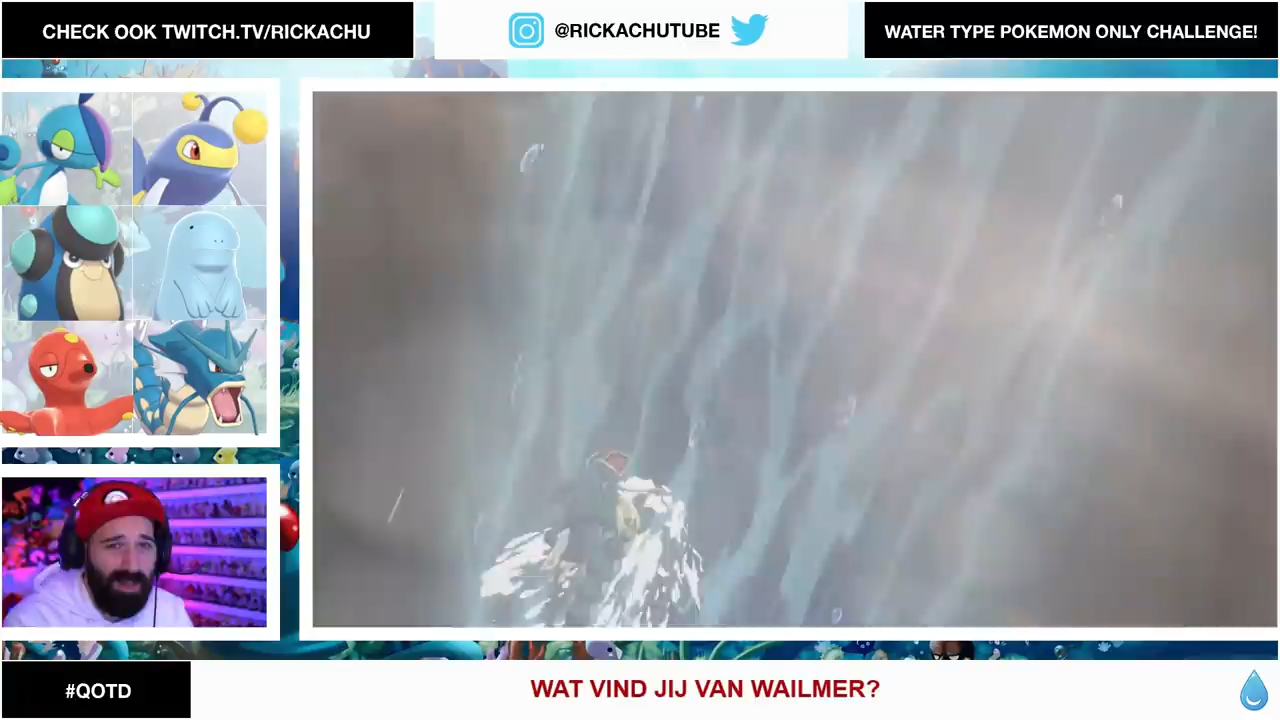 CHECK OOK TWITCH.TV/RICKACHU
@RICKACHUTUBE
WATER TYPE POKEMON ONLY CHALLENGE!
#QOTD
WAT VIND JIJ VAN WAILMER?